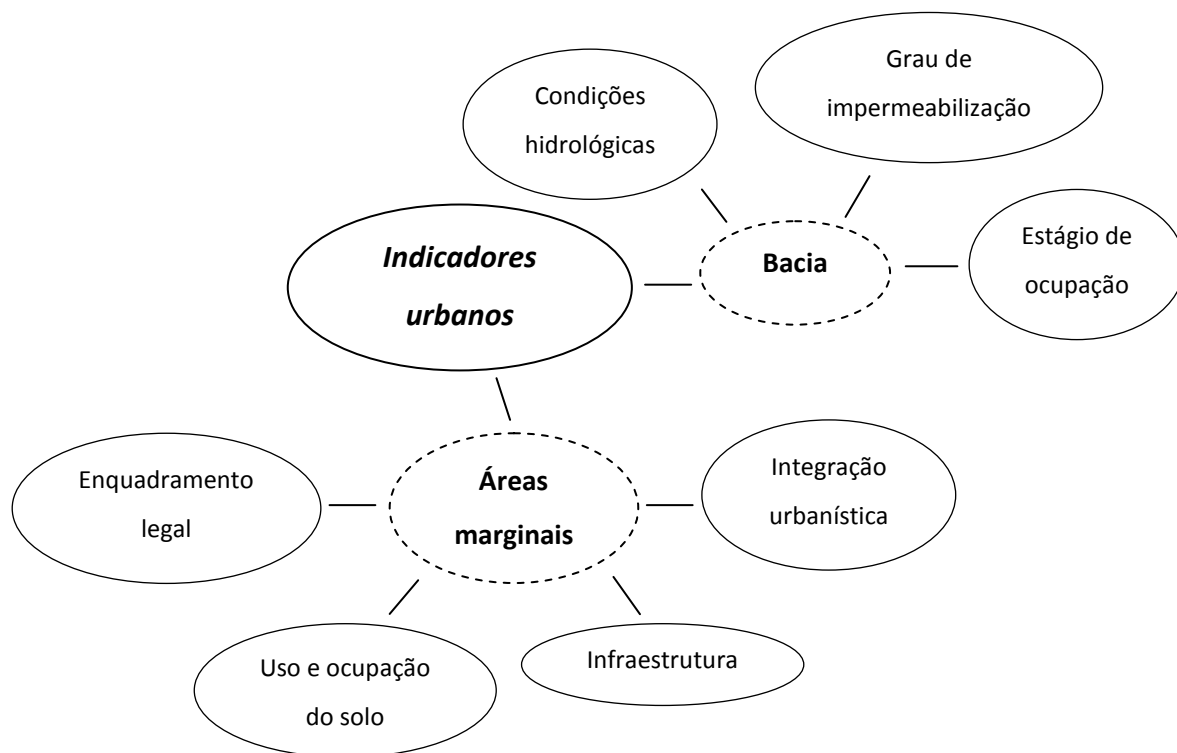 Grau de
impermeabilização
Condições
hidrológicas
Estágio de
ocupação
Bacia
Indicadores
urbanos
Enquadramento
legal
Áreas
marginais
Integração
urbanística
Uso e ocupação
do solo
Infraestrutura